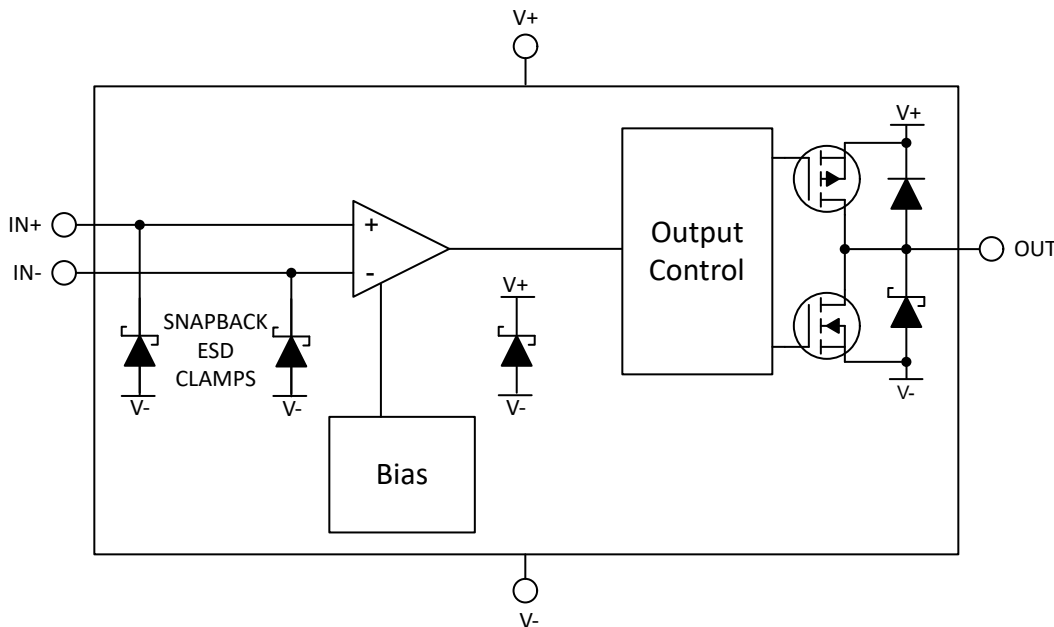 V+
V+
IN+
+
Output
Control
OUT
IN-
-
V+
SNAPBACK
ESD
CLAMPS
V-
V-
V-
V-
Bias
V-